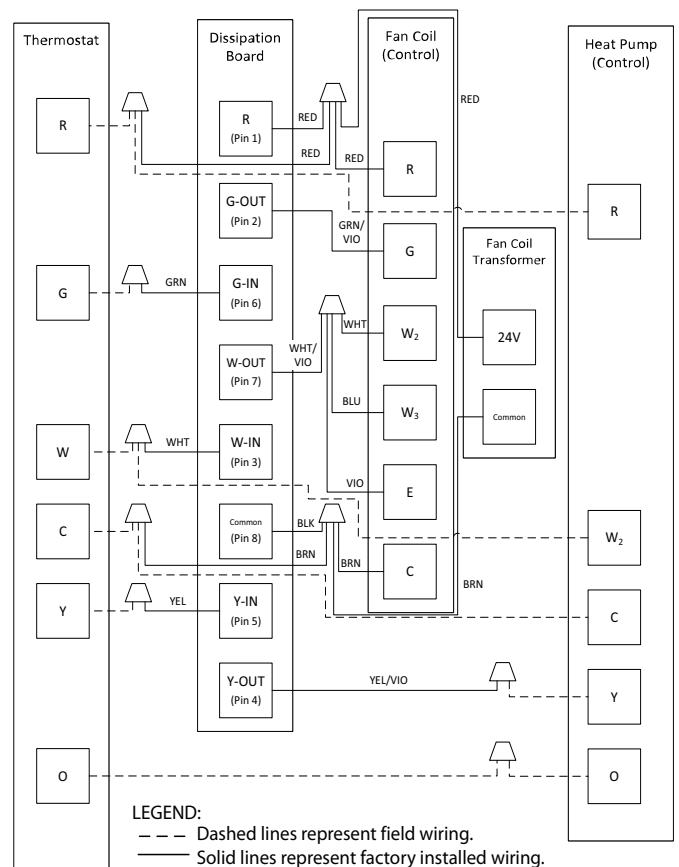 Thermostat
Dissipation
Board
Fan Coil
(Control)
Heat Pump
(Control)
RED
R
R
(Pin 1)
RED
RED
RED
R
R
G-OUT
(Pin 2)
GRN/
VIO
G
Fan Coil
Transformer
G
GRN
G-IN
(Pin 6)
WHT
W₂
24V
W-OUT
(Pin 7)
WHT/
VIO
BLU
W₃
Common
W
WHT
W-IN
(Pin 3)
VIO
E
C
Common
(Pin 8)
BLK
BRN
BRN
C
BRN
W₂
Y
YEL
Y-IN
(Pin 5)
C
Y-OUT
(Pin 4)
YEL/VIO
Y
O
O
LEGEND:
Dashed lines represent field wiring.
Solid lines represent factory installed wiring.